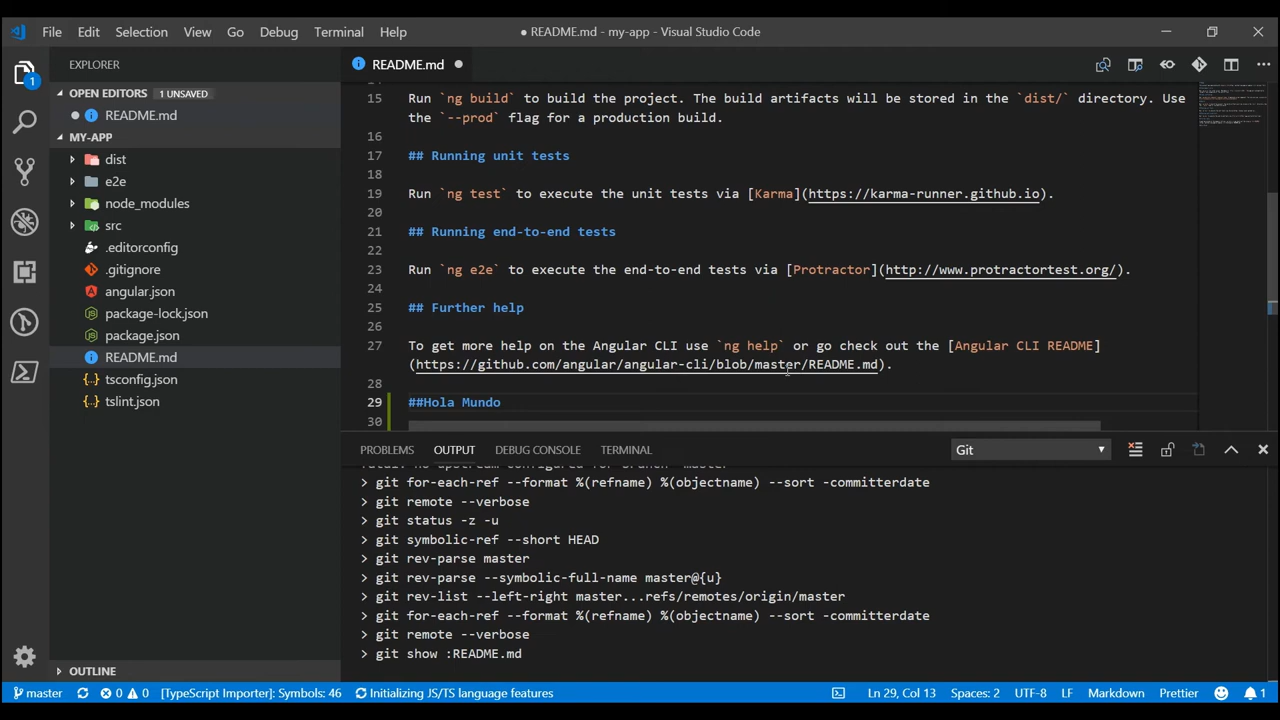 File Edit Selection View Go Debug Terminal Help ● README.md - my-app - Visual Studio Code
EXPLORER
OPEN EDITORS 1 UNSAVED
README.md
MY-APP
dist
e2e
node_modules
src
.editorconfig
.gitignore
angular.json
package-lock.json
package.json
README.md
tsconfig.json
tslint.json
OUTLINE
README.md
15 Run `ng build` to build the project. The build artifacts will be stored in the `dist/` directory. Use
the `--prod` flag for a production build.
16
17 ## Running unit tests
18
19 Run `ng test` to execute the unit tests via [Karma](https://karma-runner.github.io).
20
21 ## Running end-to-end tests
22
23 Run `ng e2e` to execute the end-to-end tests via [Protractor](http://www.protractortest.org/).
24
25 ## Further help
26
27 To get more help on the Angular CLI use `ng help` or go check out the [Angular CLI README]
(https://github.com/angular/angular-cli/blob/master/README.md).
28
29 ##Hola Mundo
30
PROBLEMS OUTPUT DEBUG CONSOLE TERMINAL Git
fatal: no upstream configured for branch 'master'
> git for-each-ref --format %(refname) %(objectname) --sort -committerdate
> git remote --verbose
> git status -z -u
> git symbolic-ref --short HEAD
> git rev-parse master
> git rev-parse --symbolic-full-name master@{u}
> git rev-list --left-right master...refs/remotes/origin/master
> git for-each-ref --format %(refname) %(objectname) --sort -committerdate
> git remote --verbose
> git show :README.md
master 0 0 [TypeScript Importer]: Symbols: 46 Initializing JS/TS language features Ln 29, Col 13 Spaces: 2 UTF-8 LF Markdown Prettier 1